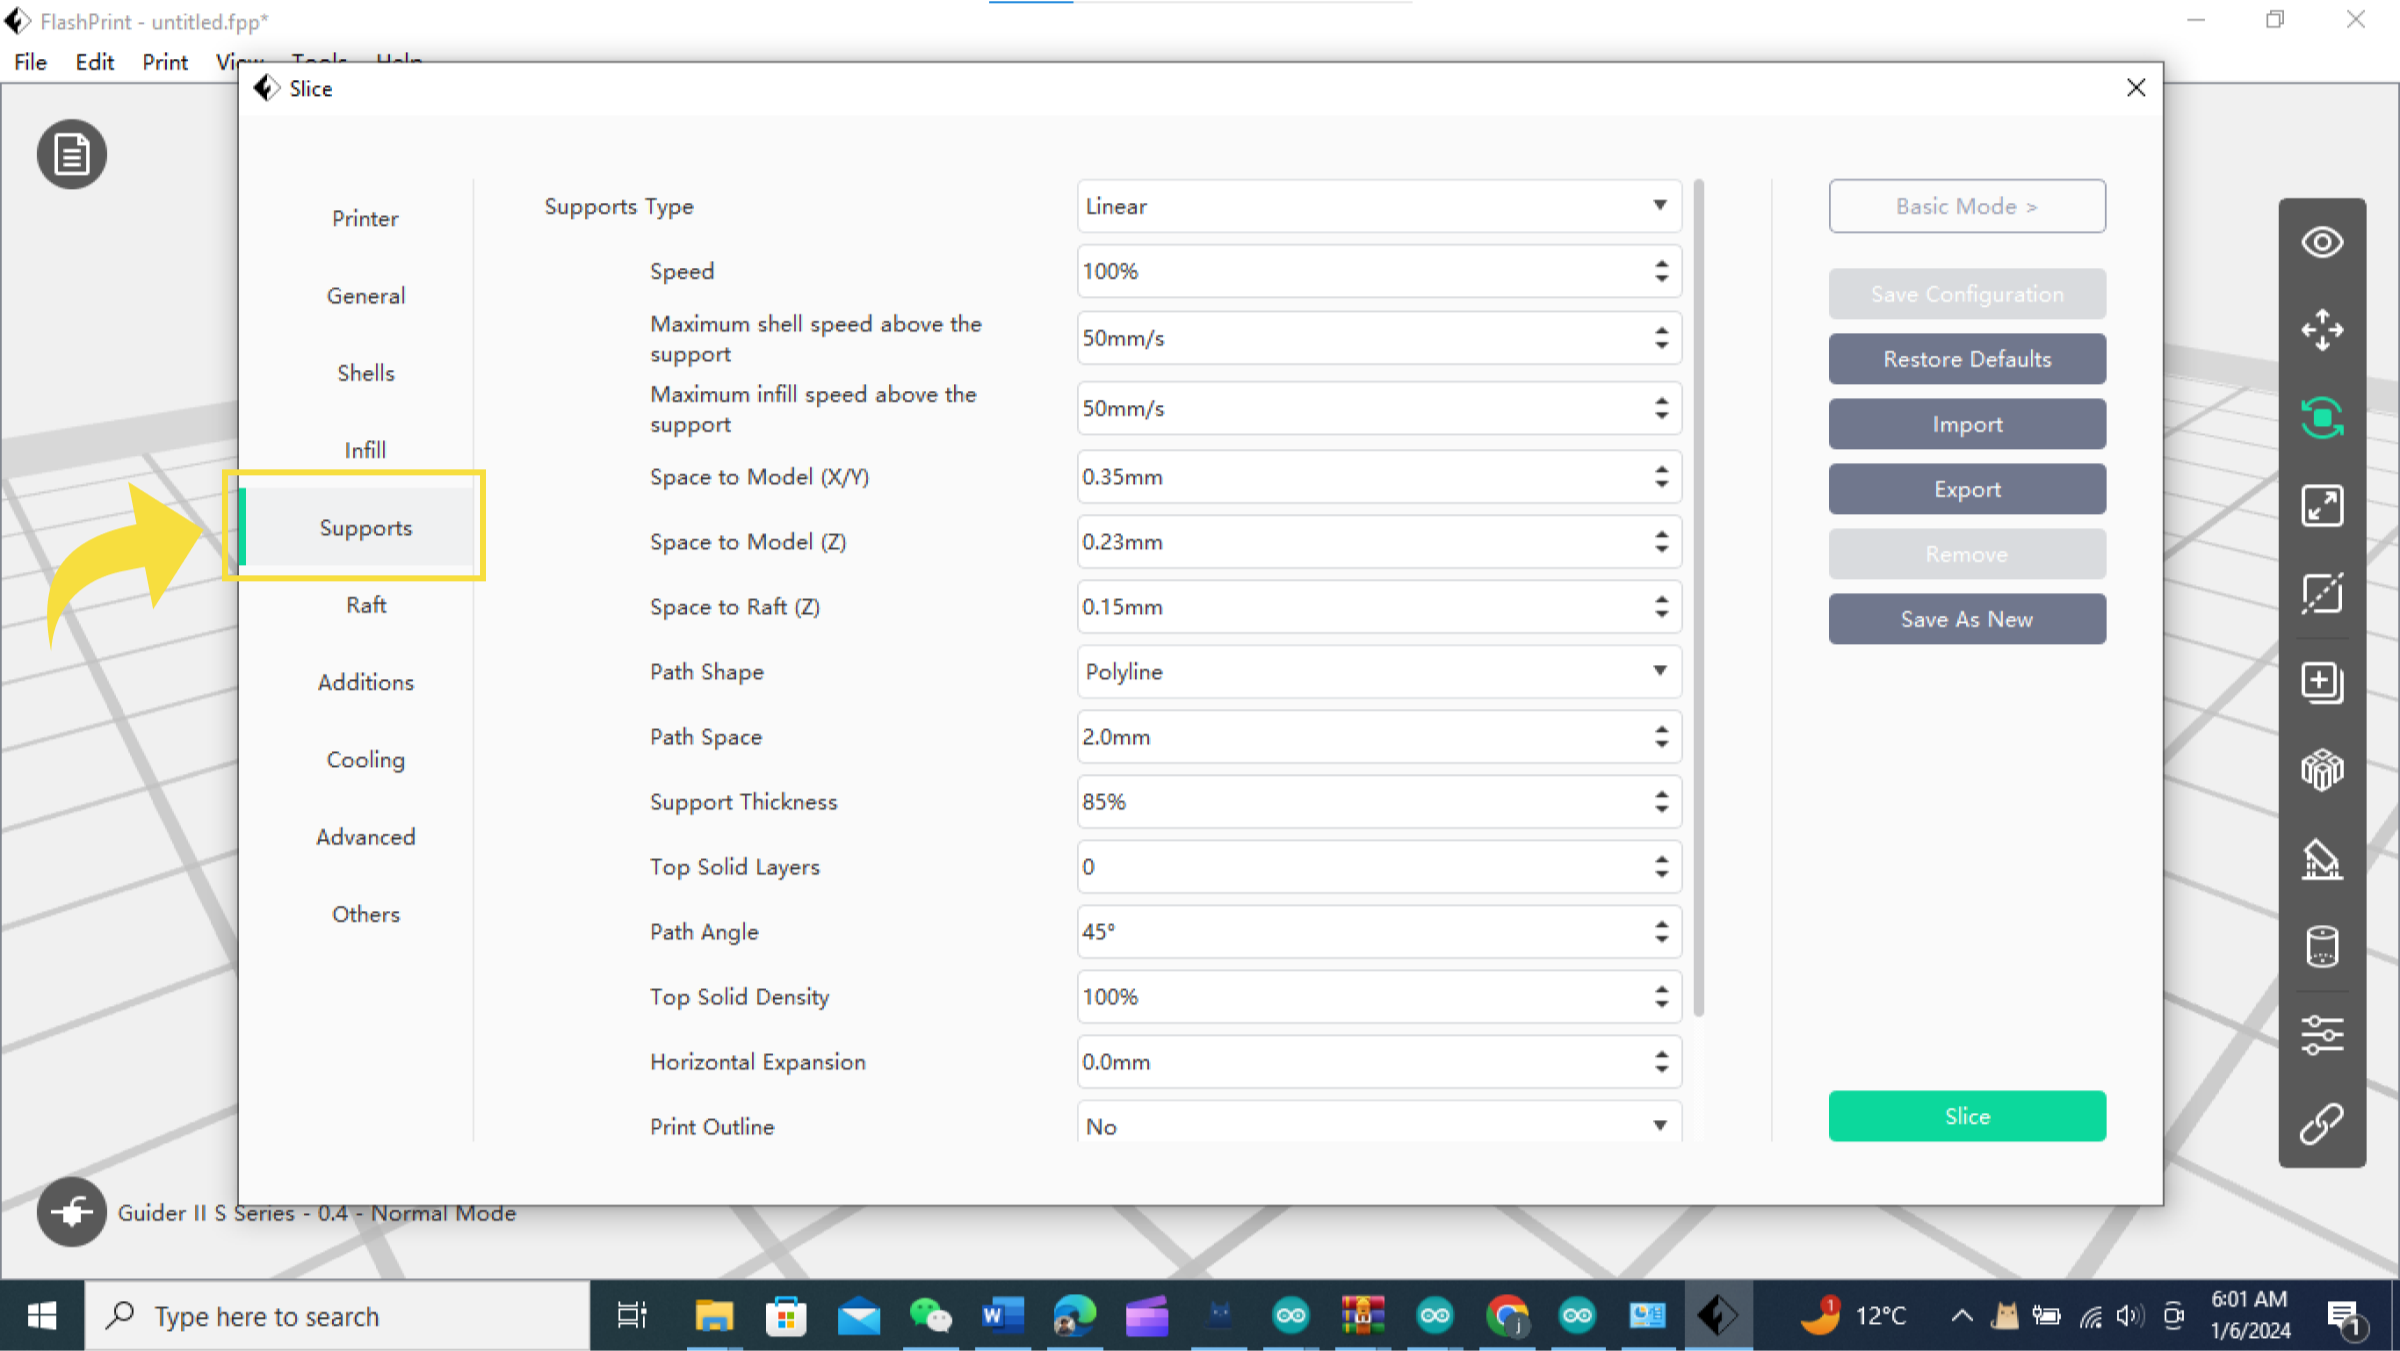 FlashPrint - untitled.fpp*
File Edit Print View Tools Help
Slice
Printer
General
Shells
Infill
Supports
Raft
Additions
Cooling
Advanced
Others
Supports Type Linear
Speed 100%
Maximum shell speed above the
support
50mm/s
Maximum infill speed above the
support
50mm/s
Space to Model (X/Y) 0.35mm
Space to Model (Z) 0.23mm
Space to Raft (Z) 0.15mm
Path Shape Polyline
Path Space 2.0mm
Support Thickness 85%
Top Solid Layers 0
Path Angle 45°
Top Solid Density 100%
Horizontal Expansion 0.0mm
Print Outline No
Basic Mode >
Save Configuration
Restore Defaults
Import
Export
Remove
Save As New
Slice
Guider II S Series - 0.4 - Normal Mode
Type here to search
W
j
1
12°C
6:01 AM
1/6/2024
1